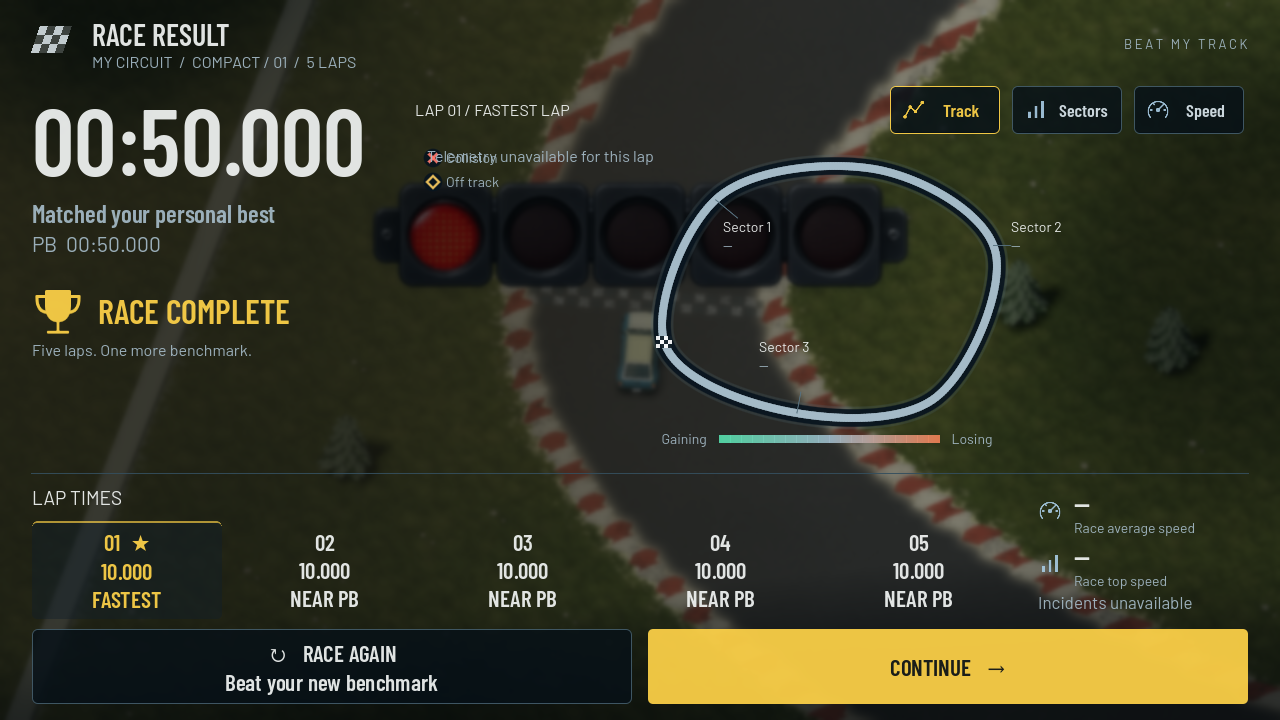 RACE RESULT
MY CIRCUIT / COMPACT / 01 / 5 LAPS
BEAT MY TRACK
00:50.000
Matched your personal best
PB 00:50.000
RACE COMPLETE
Five laps. One more benchmark.
LAP 01 / FASTEST LAP
Track
Sectors
Speed
Telemetry unavailable for this lap
Collision
Off track
Sector 1
–
Sector 2
–
Sector 3
–
Gaining
Losing
LAP TIMES
01 ★
10.000
FASTEST
02
10.000
NEAR PB
03
10.000
NEAR PB
04
10.000
NEAR PB
05
10.000
NEAR PB
–
Race average speed
–
Race top speed
Incidents unavailable
↻ RACE AGAIN
Beat your new benchmark
CONTINUE →